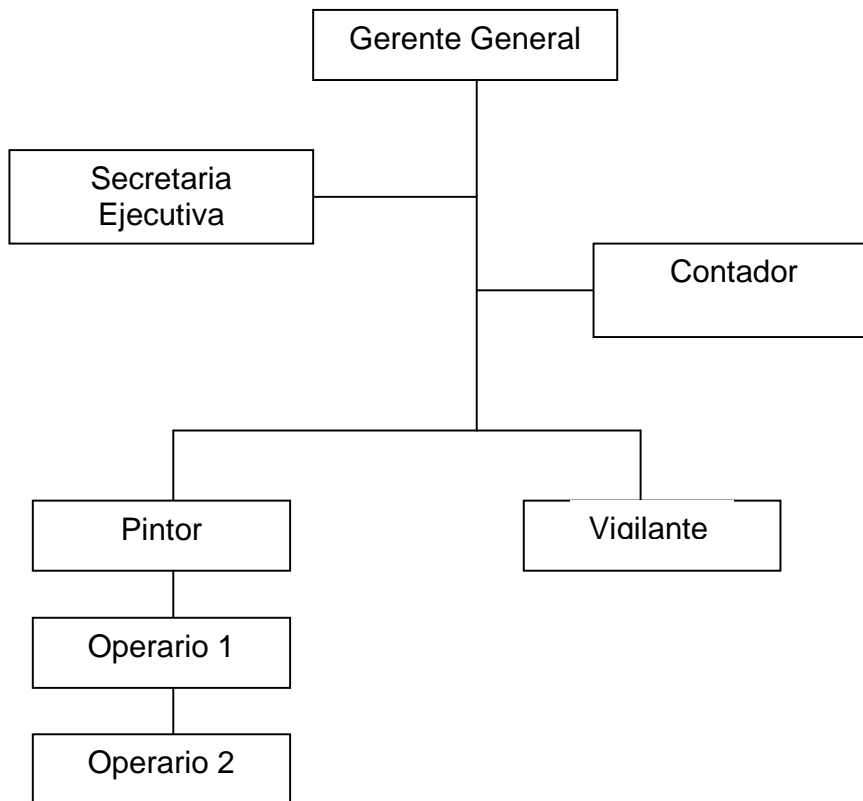 Gerente General
Secretaria
Ejecutiva
Contador
Pintor
Vigilante
Operario 1
Operario 2